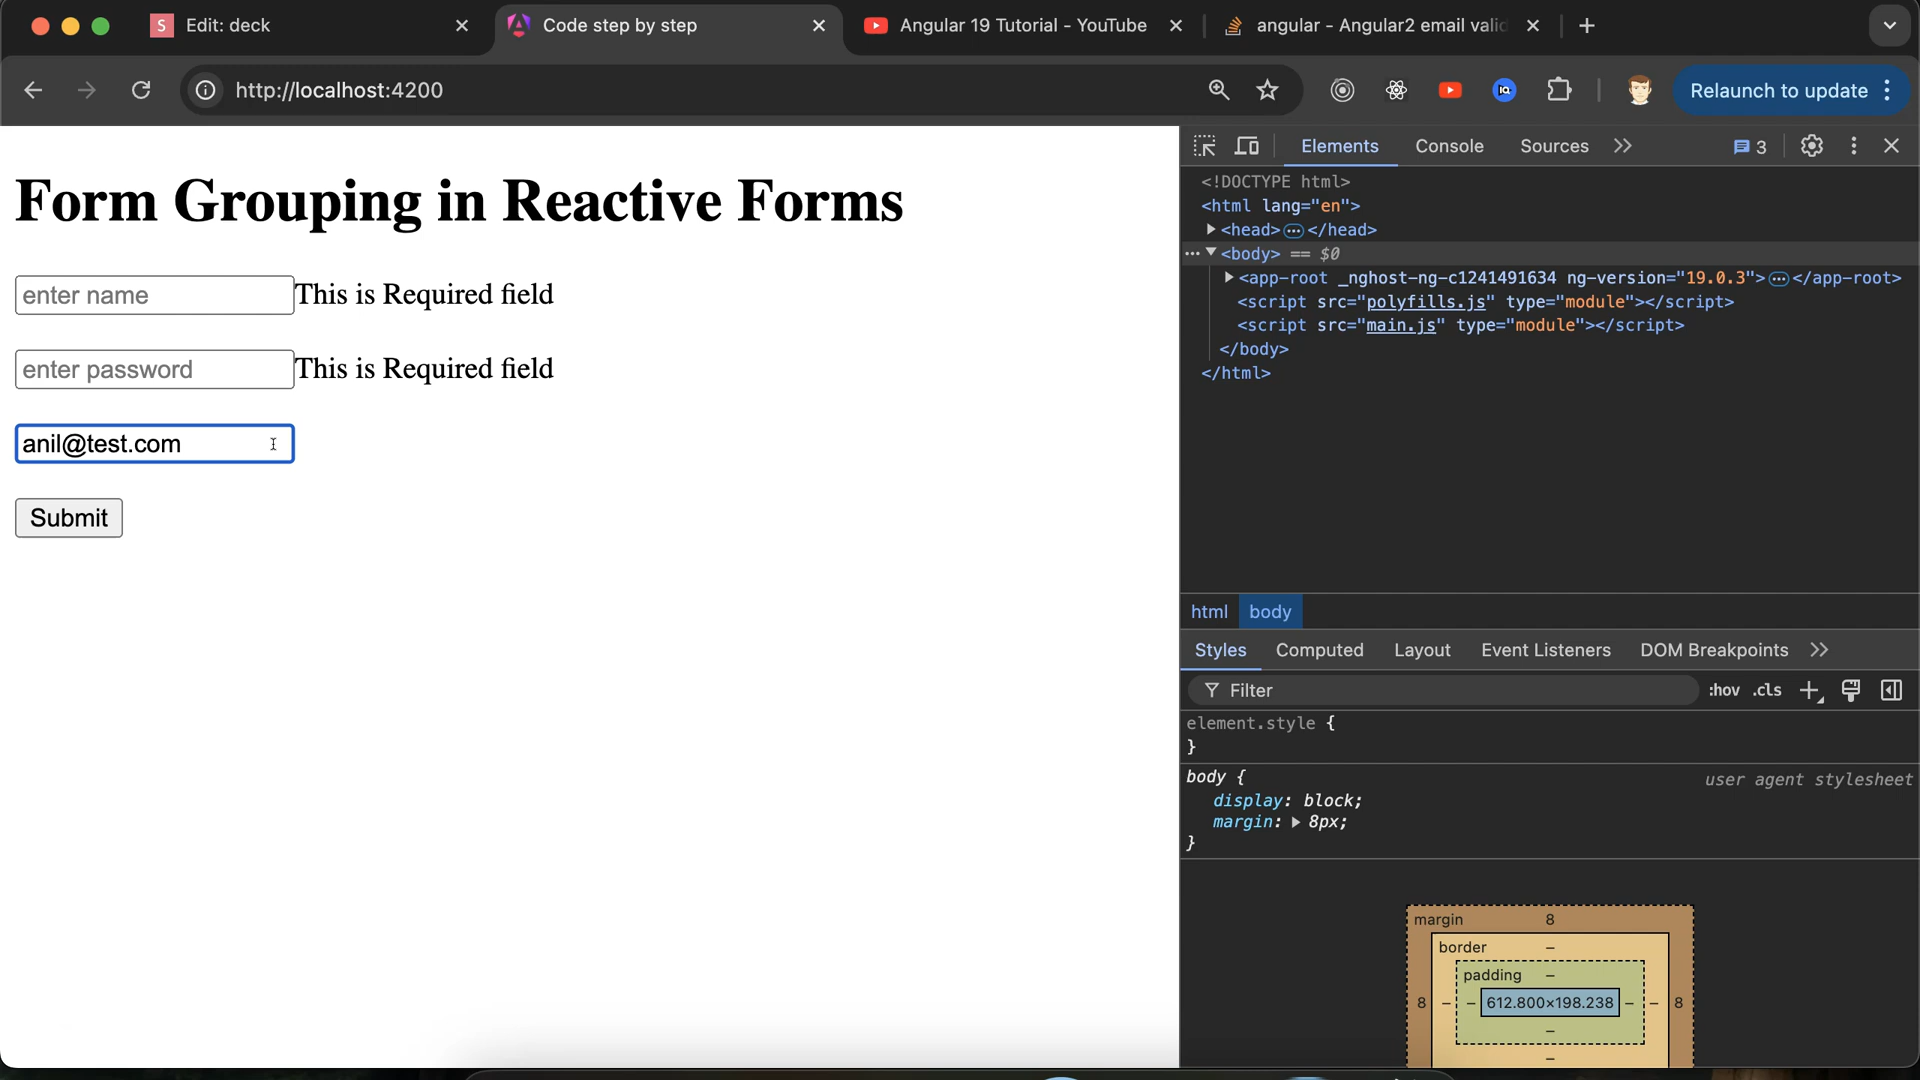 S Edit: deck
Code step by step
Angular 19 Tutorial - YouTube
angular - Angular2 email valid
http://localhost:4200
IQ
Relaunch to update
Form Grouping in Reactive Forms
enter name
This is Required field
enter password
This is Required field
anil@test.com
Submit
Elements
Console
Sources
3
<!DOCTYPE html>
<html lang="en">
<head>…</head>
… <body> == $0
<app-root _nghost-ng-c1241491634 ng-version="19.0.3">…</app-root>
<script src="polyfills.js" type="module"></script>
<script src="main.js" type="module"></script>
</body>
</html>
html body
Styles
Computed
Layout
Event Listeners
DOM Breakpoints
Filter
:hov .cls
element.style {
}
body {
user agent stylesheet
display: block;
margin: 8px;
}
margin 8
border –
padding –
8 – – 612.800×198.238 – – 8
–
–